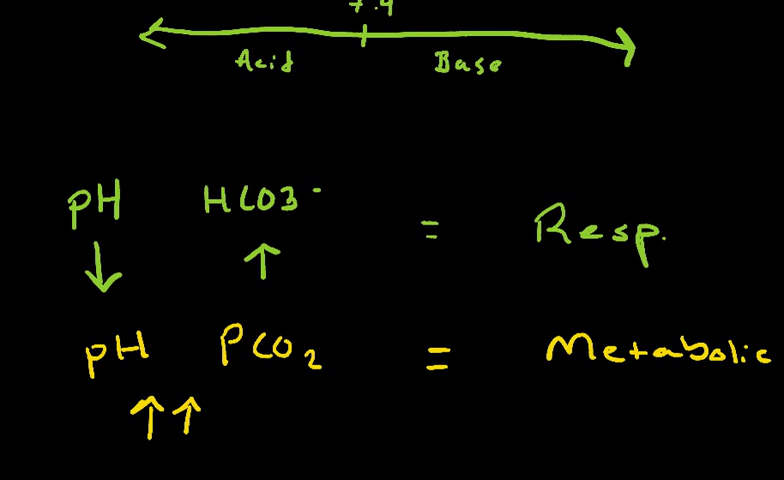 7.4
Acid Base
pH HCO3- = Resp.
↓ ↑
pH PCO2 = Metabolic
↑↑